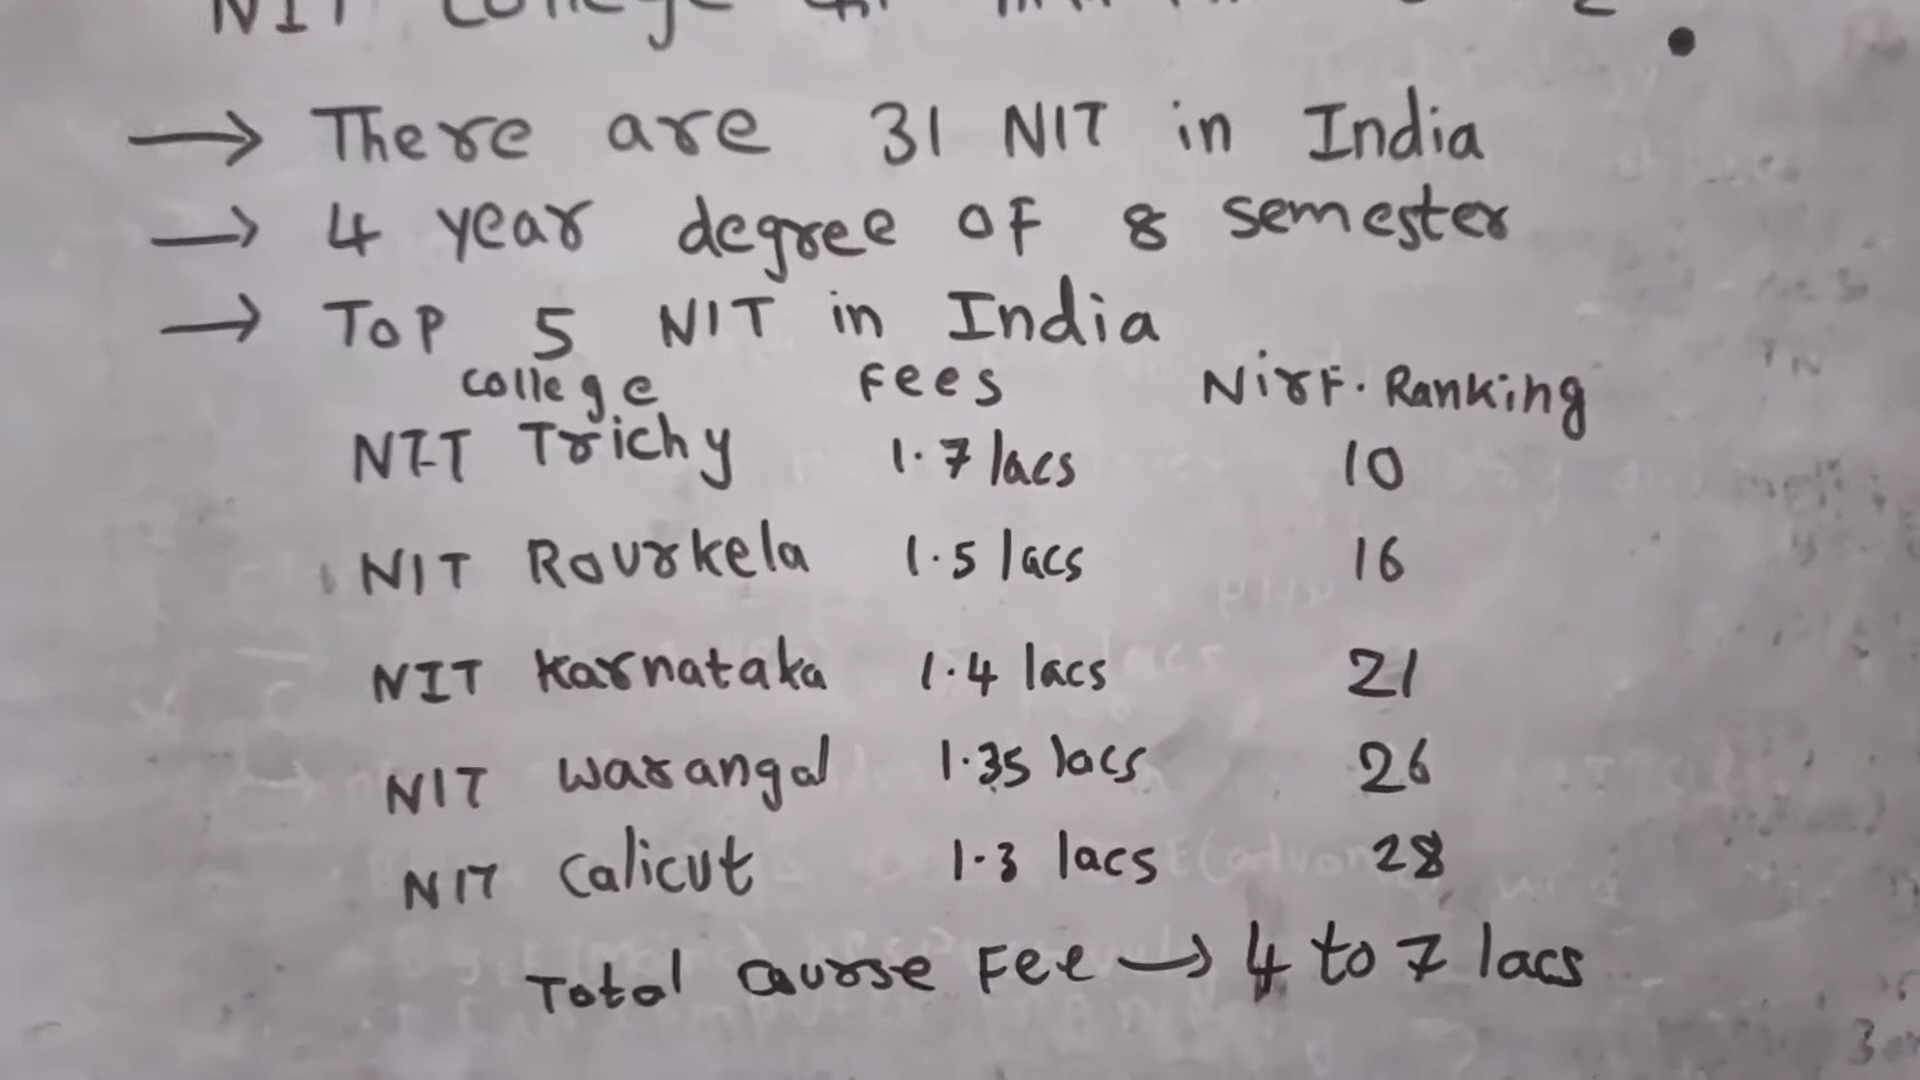 NIT College
→ There are 31 NIT in India
→ 4 year degree of 8 semester
→ Top 5 NIT in India
college Fees Nirf. Ranking
NIT Trichy 1.7 lacs 10
NIT Rourkela 1.5 lacs 16
NIT Karnataka 1.4 lacs 21
NIT Warangal 1.35 lacs 26
NIT Calicut 1.3 lacs 28
Total Course Fee → 4 to 7 lacs